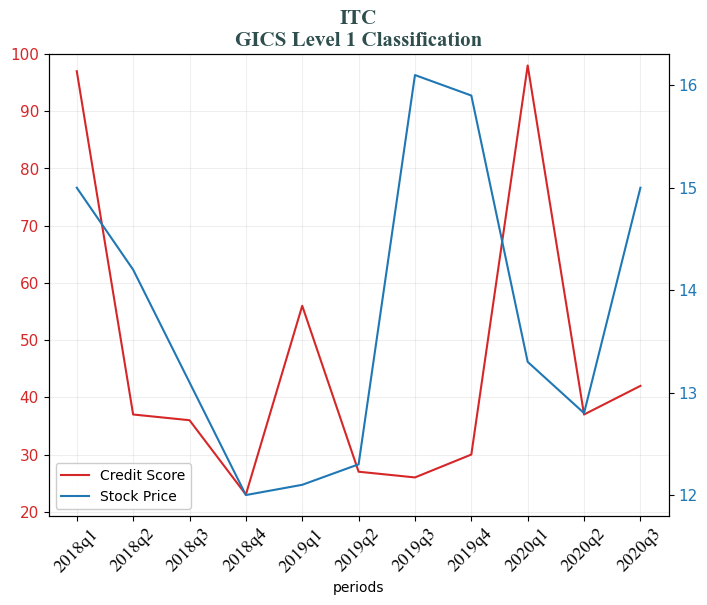 ITC
GICS Level 1 Classification
100
90
80
70
60
50
40
30
20
16
15
14
13
12
Credit Score
Stock Price
2018q1
2018q2
2018q3
2018q4
2019q1
2019q2
2019q3
2019q4
2020q1
2020q2
2020q3
periods